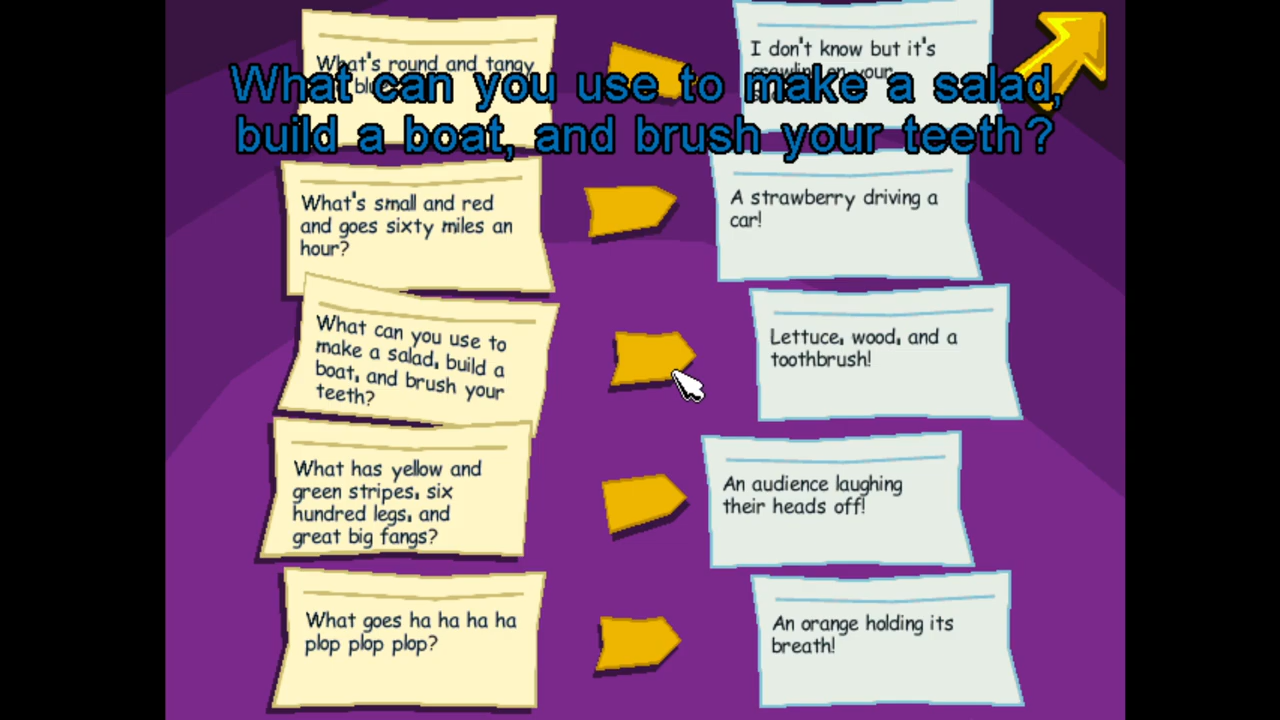 What can you use to make a salad,
build a boat, and brush your teeth?
What's round and tangy
blue
I don't know but it's
crawling on your
What's small and red
and goes sixty miles an
hour?
A strawberry driving a
car!
What can you use to
make a salad, build a
boat, and brush your
teeth?
Lettuce, wood, and a
toothbrush!
What has yellow and
green stripes, six
hundred legs, and
great big fangs?
An audience laughing
their heads off!
What goes ha ha ha ha
plop plop plop?
An orange holding its
breath!